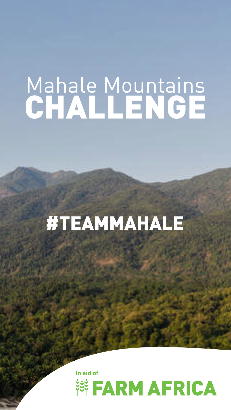 Mahale Mountains
CHALLENGE
#TEAMMAHALE
In aid of
FARM AFRICA